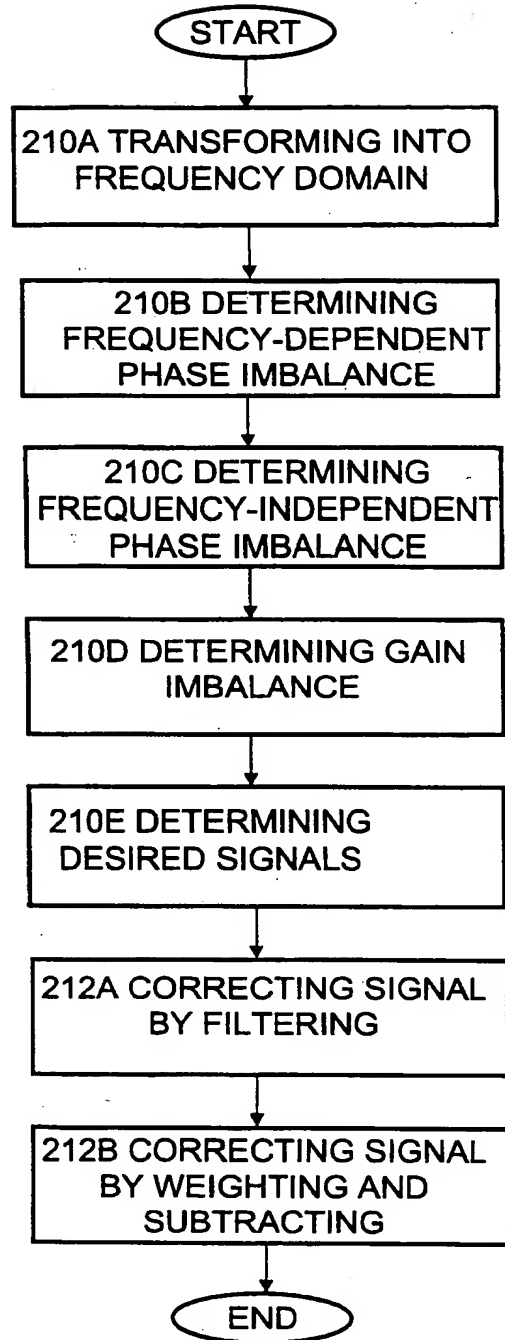 START
210A TRANSFORMING INTO
FREQUENCY DOMAIN
210B DETERMINING
FREQUENCY-DEPENDENT
PHASE IMBALANCE
210C DETERMINING
FREQUENCY-INDEPENDENT
PHASE IMBALANCE
210D DETERMINING GAIN
IMBALANCE
210E DETERMINING
DESIRED SIGNALS
212A CORRECTING SIGNAL
BY FILTERING
212B CORRECTING SIGNAL
BY WEIGHTING AND
SUBTRACTING
END